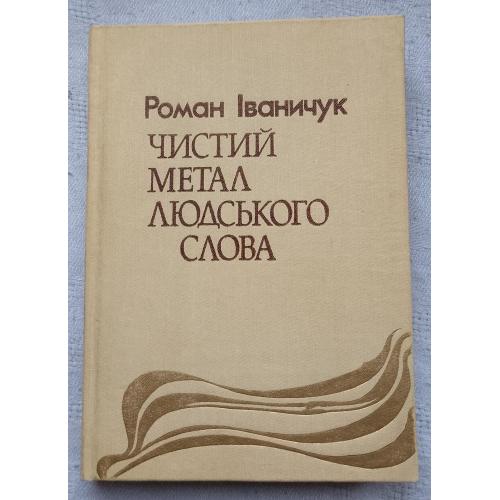 Роман Іваничук
ЧИСТИЙ
МЕТАЛ
ЛЮДСЬКОГО
СЛОВА